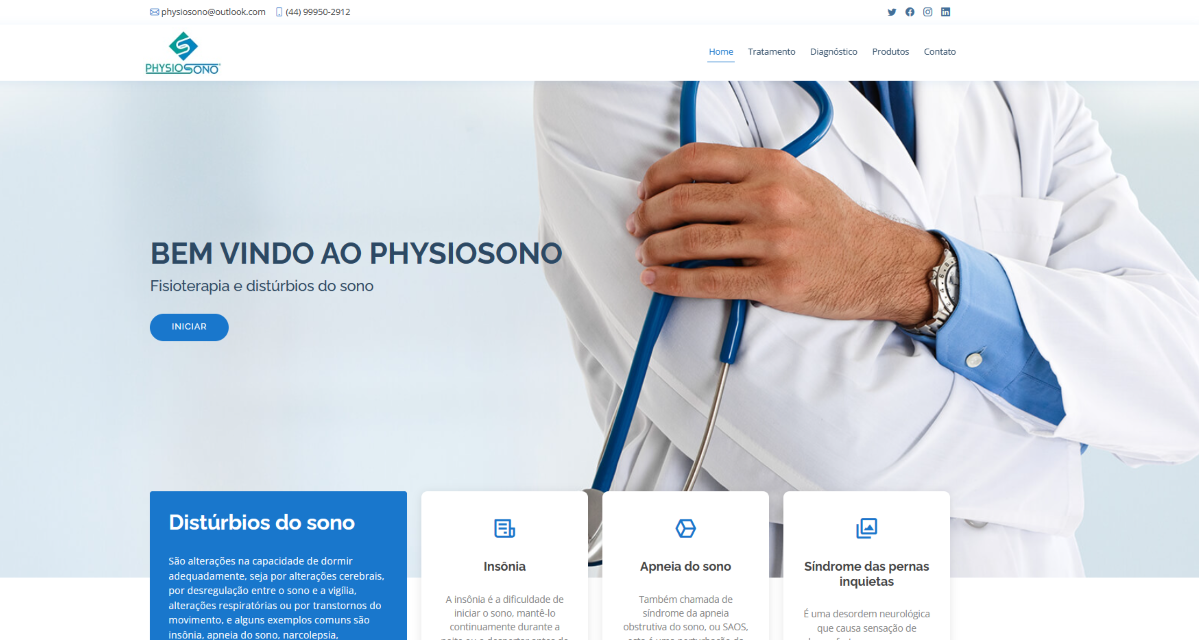 physiosono@outlook.com (44) 99950-2912
PHYSIOSONO
Home Tratamento Diagnóstico Produtos Contato
BEM VINDO AO PHYSIOSONO
Fisioterapia e distúrbios do sono
INICIAR
Distúrbios do sono
São alterações na capacidade de dormir
adequadamente, seja por alterações cerebrais,
por desregulação entre o sono e a vigília,
alterações respiratórias ou por transtornos do
movimento, e alguns exemplos comuns são
insônia, apneia do sono, narcolepsia,
Insônia
A insônia é a dificuldade de
iniciar o sono, mantê-lo
continuamente durante a
Apneia do sono
Também chamada de
síndrome da apneia
obstrutiva do sono, ou SAOS,
Síndrome das pernas
inquietas
É uma desordem neurológica
que causa sensação de